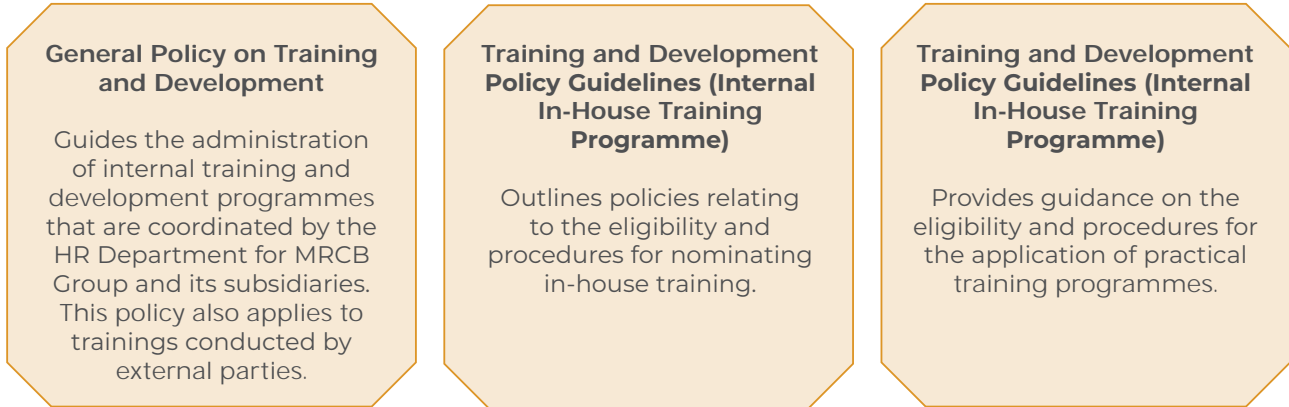 General Policy on Training
and Development
Guides the administration
of internal training and
development programmes
that are coordinated by the
HR Department for MRCB
Group and its subsidiaries.
This policy also applies to
trainings conducted by
external parties.
Training and Development
Policy Guidelines (Internal
In-House Training
Programme)
Outlines policies relating
to the eligibility and
procedures for nominating
in-house training.
Training and Development
Policy Guidelines (Internal
In-House Training
Programme)
Provides guidance on the
eligibility and procedures for
the application of practical
training programmes.